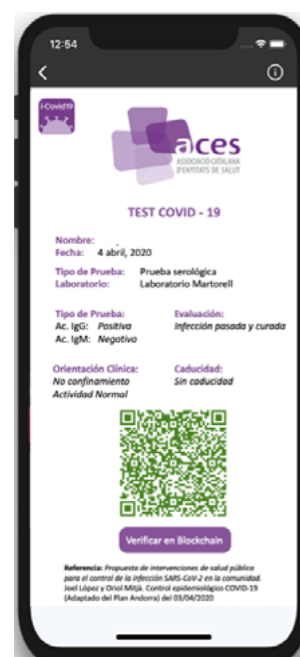 12:54
i-Covid19
aces
ASSOCIACIÓ CATALANA
D'ENTITATS DE SALUT
TEST COVID - 19
Nombre:
Fecha: 4 abril, 2020
Tipo de Prueba: Prueba serológica
Laboratorio: Laboratorio Martorell
Tipo de Prueba: Evaluación:
Ac. IgG: Positiva Infección pasada y curada
Ac. IgM: Negativo
Orientación Clínica: Caducidad:
No confinamiento Sin caducidad
Actividad Normal
Verificar en Blockchain
Referencia: Propuesta de intervenciones de salud pública
para el control de la infección SARS-CoV-2 en la comunidad.
Joel López y Oriol Mitjà. Control epidemiológico COVID-19
(Adaptado del Plan Andorra) del 03/04/2020